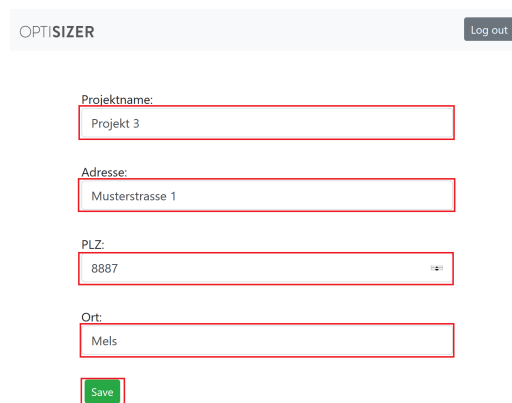 OPTISIZER
Log out
Projektname:
Projekt 3
Adresse:
Musterstrasse 1
PLZ:
8887
Ort:
Mels
Save